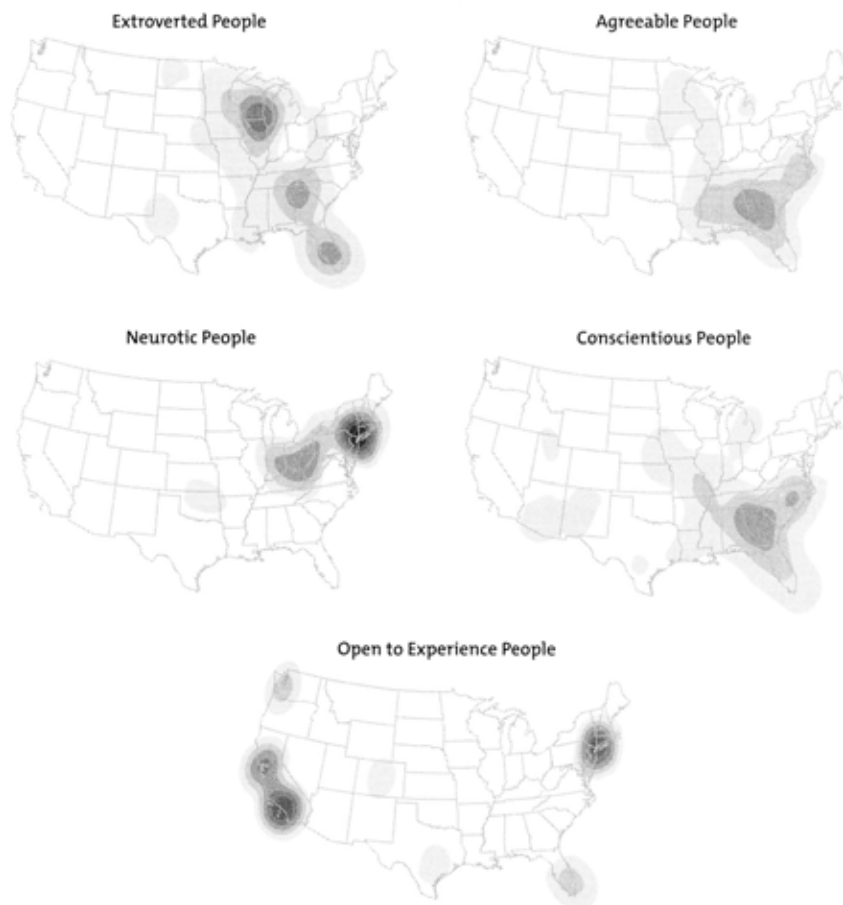 Extroverted People
Agreeable People
Neurotic People
Conscientious People
Open to Experience People